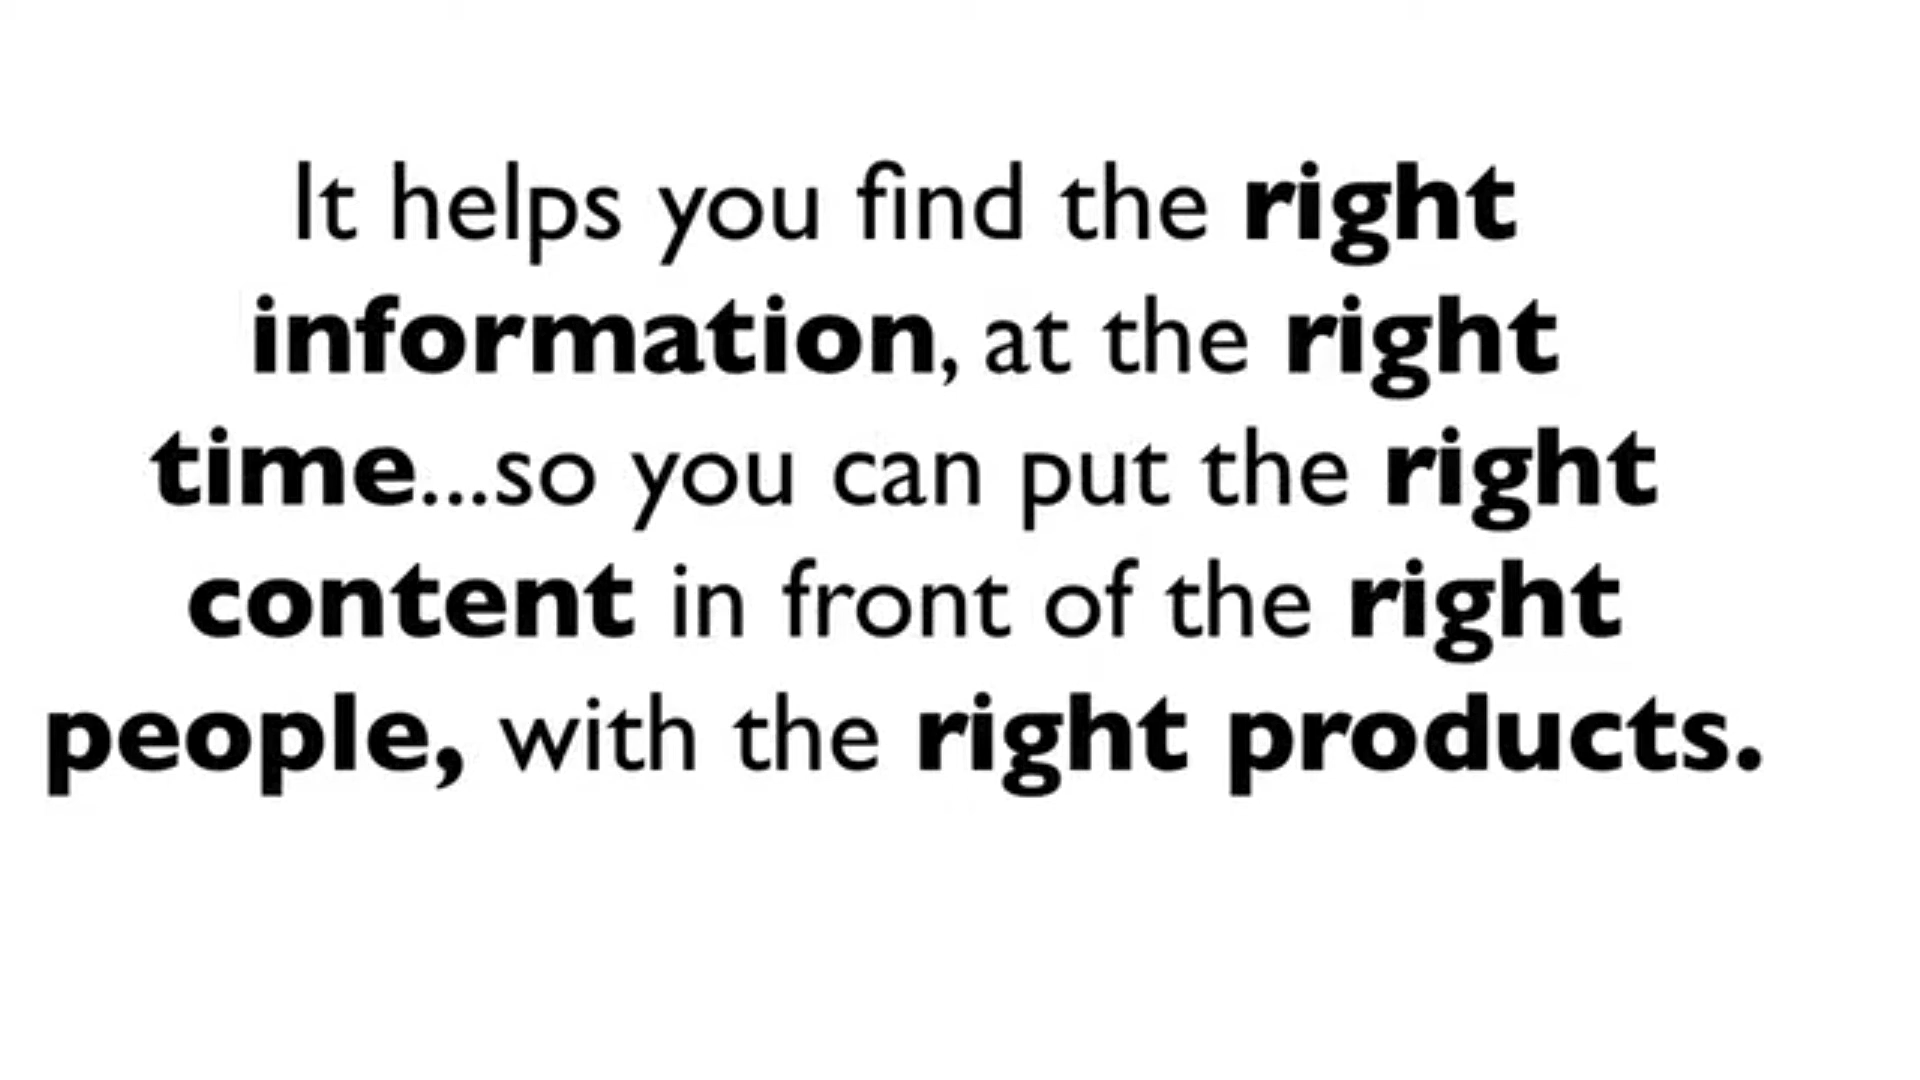 It helps you find the right
information, at the right
time...so you can put the right
content in front of the right
people, with the right products.